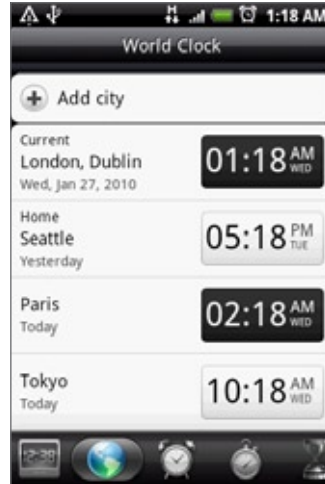 1:18 AM
World Clock
Add city
Current
London, Dublin
Wed, Jan 27, 2010
01:18 AM
WED
Home
Seattle
Yesterday
05:18 PM
TUE
Paris
Today
02:18 AM
WED
Tokyo
Today
10:18 AM
WED
12:38